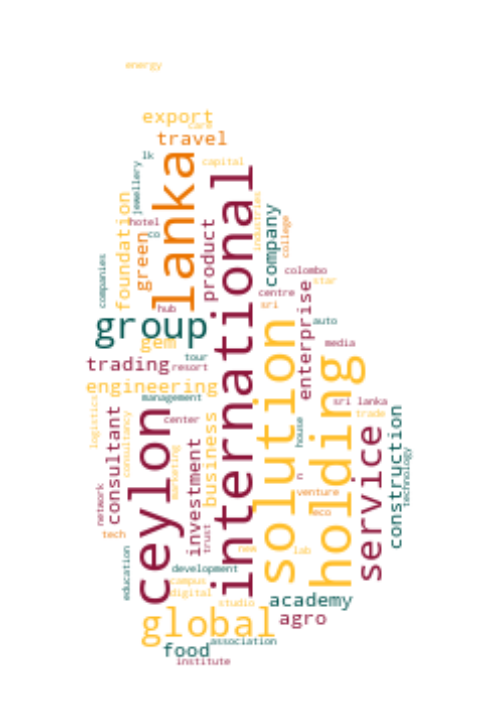 energy
export
care
travel
lk
lanka
capital
jewellery
international
foundation
industries
company
hotel
product
co
green
college
companies
colombo
star
enterprise
centre
hub
sri
group
auto
solution
gem
media
tour
holding
trading
resort
engineering
management
sri lanka
logistics
consultant
ceylon
consultancy
center
business
trade
house
construction
service
investment
marketing
technology
c
network
venture
eco
trust
tech
new
lab
education
development
campus
digital
studio
academy
global
agro
association
food
institute